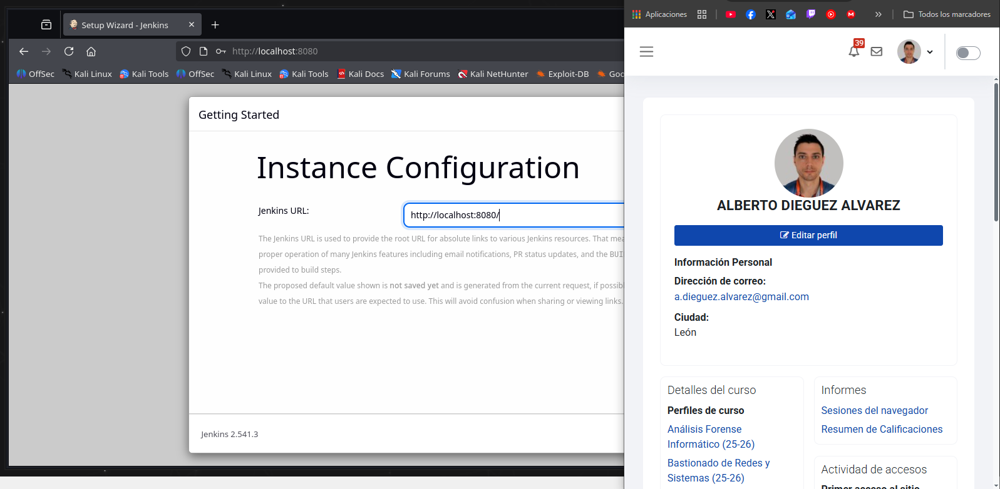 Setup Wizard - Jenkins
http://localhost:8080
OffSec
Kali Linux
Kali Tools
OffSec
Kali Linux
Kali Tools
Kali Docs
Kali Forums
Kali NetHunter
Exploit-DB
Getting Started
Instance Configuration
Jenkins URL:
http://localhost:8080/
The Jenkins URL is used to provide the root URL for absolute links to various Jenkins resources. That
proper operation of many Jenkins features including email notifications, PR status updates, and the
provided to build steps.
The proposed default value shown is not saved yet and is generated from the current request, if
value to the URL that users are expected to use. This will avoid confusion when sharing or viewing links.
Jenkins 2.541.3
Aplicaciones
Todos los marcadores
39
ALBERTO DIEGUEZ ALVAREZ
Editar perfil
Información Personal
Dirección de correo:
a.dieguez.alvarez@gmail.com
Ciudad:
León
Detalles del curso
Perfiles de curso
Análisis Forense
Informático (25-26)
Bastionado de Redes y
Sistemas (25-26)
Informes
Sesiones del navegador
Resumen de Calificaciones
Actividad de accesos
Primer acceso al sitio